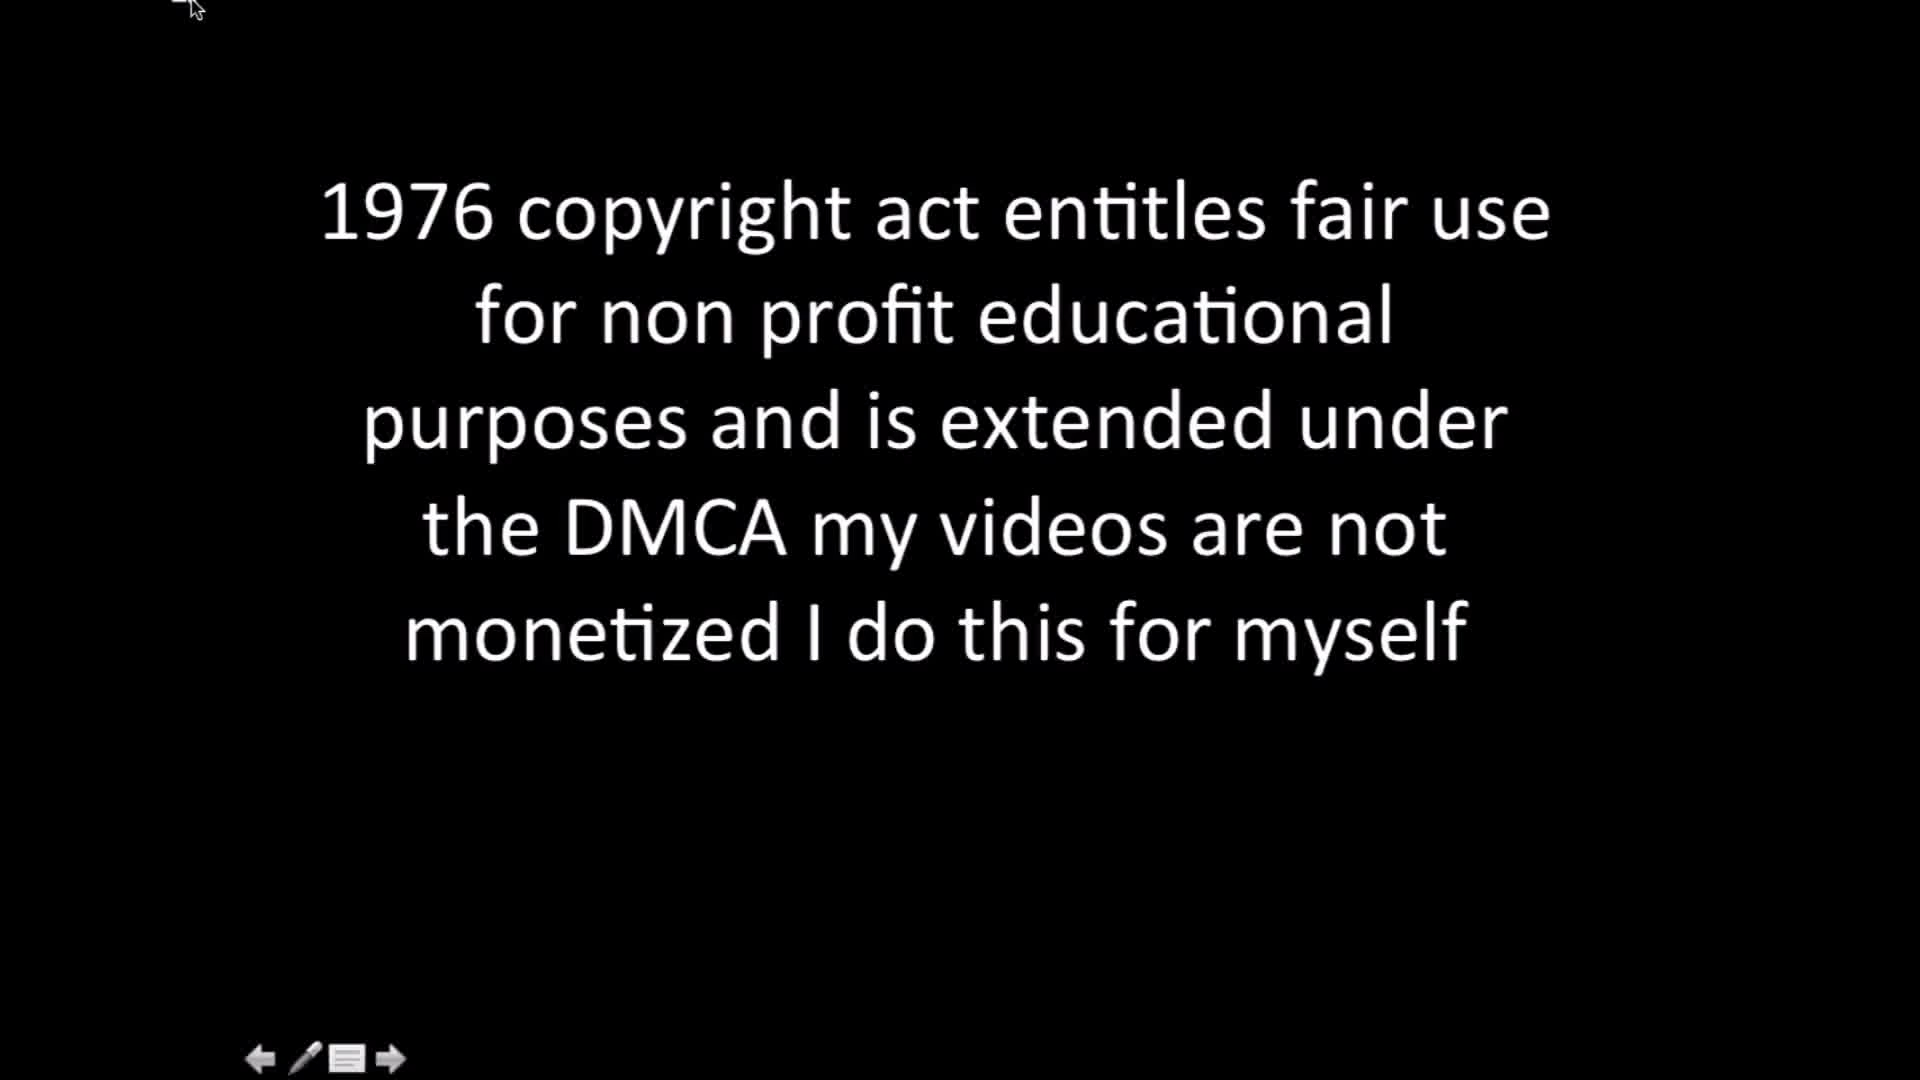 1976 copyright act entitles fair use
for non profit educational
purposes and is extended under
the DMCA my videos are not
monetized I do this for myself